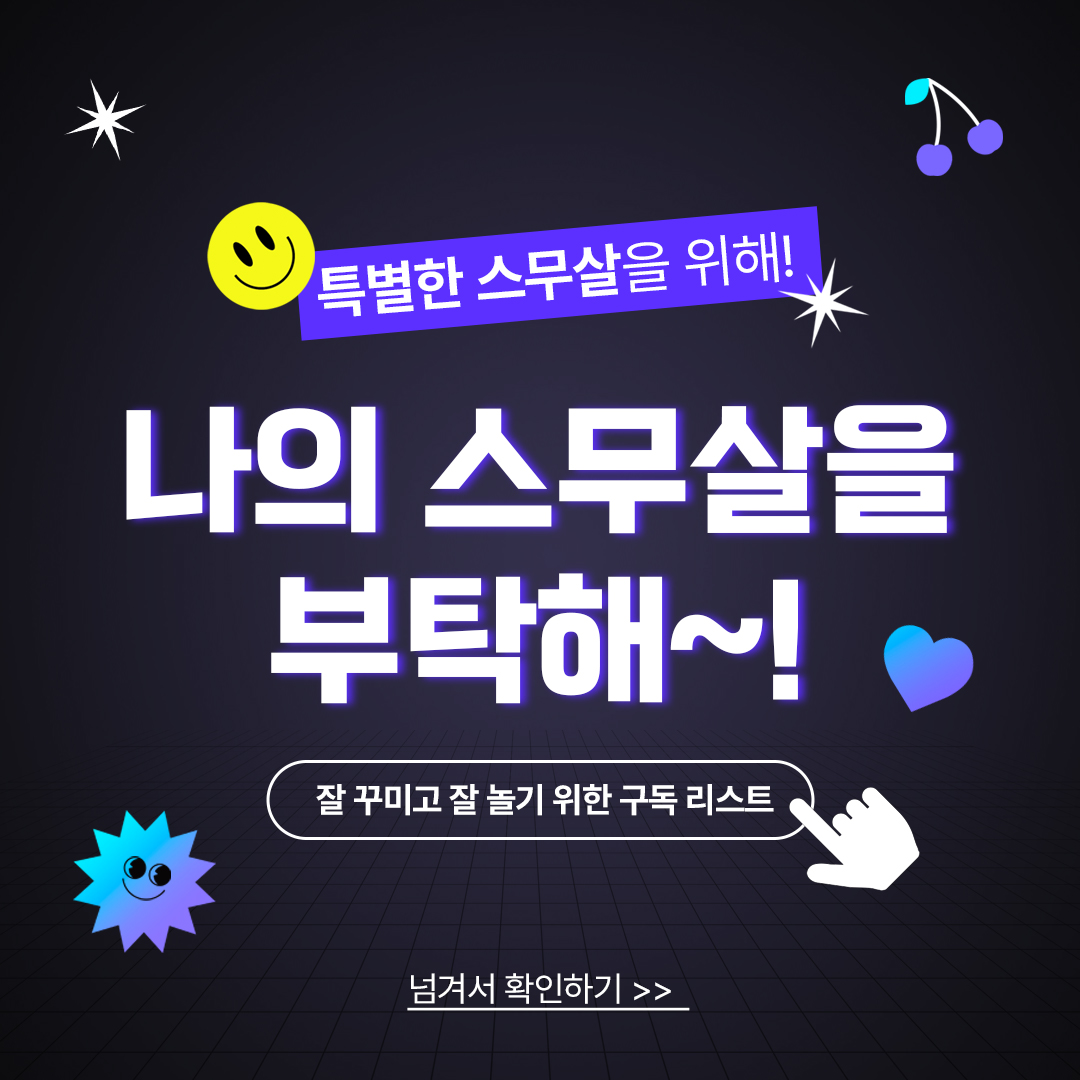 특별한 스무살을 위해!
나의 스무살을
부탁해~!
잘 꾸미고 잘 놀기 위한 구독 리스트
넘겨서 확인하기 >>